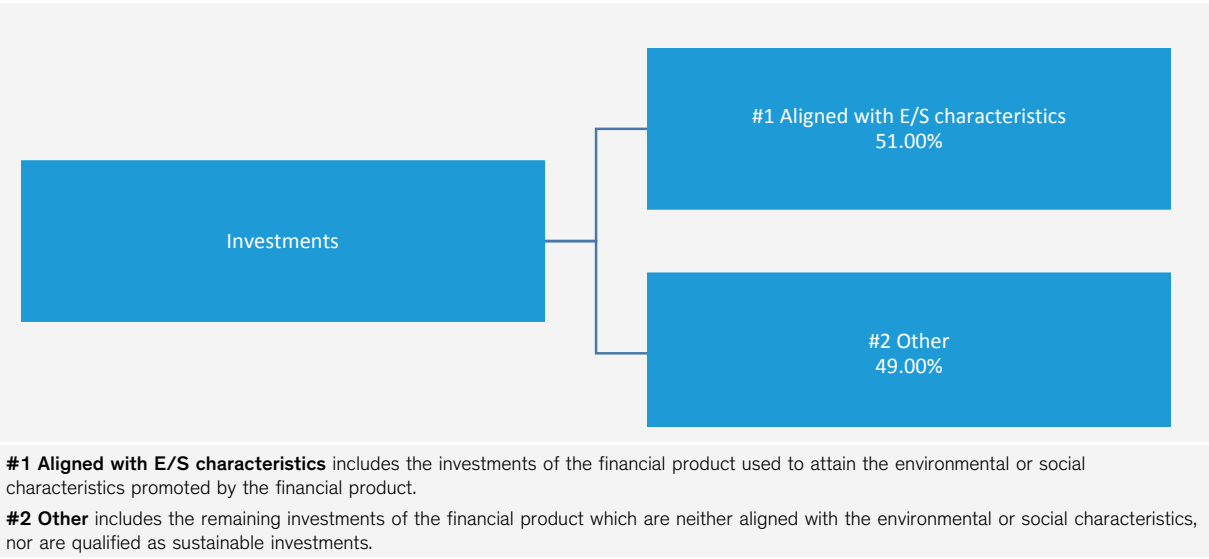 #1 Aligned with E/S characteristics
51.00%
Investments
#2 Other
49.00%
#1 Aligned with E/S characteristics includes the investments of the financial product used to attain the environmental or social
characteristics promoted by the financial product.
#2 Other includes the remaining investments of the financial product which are neither aligned with the environmental or social characteristics,
nor are qualified as sustainable investments.